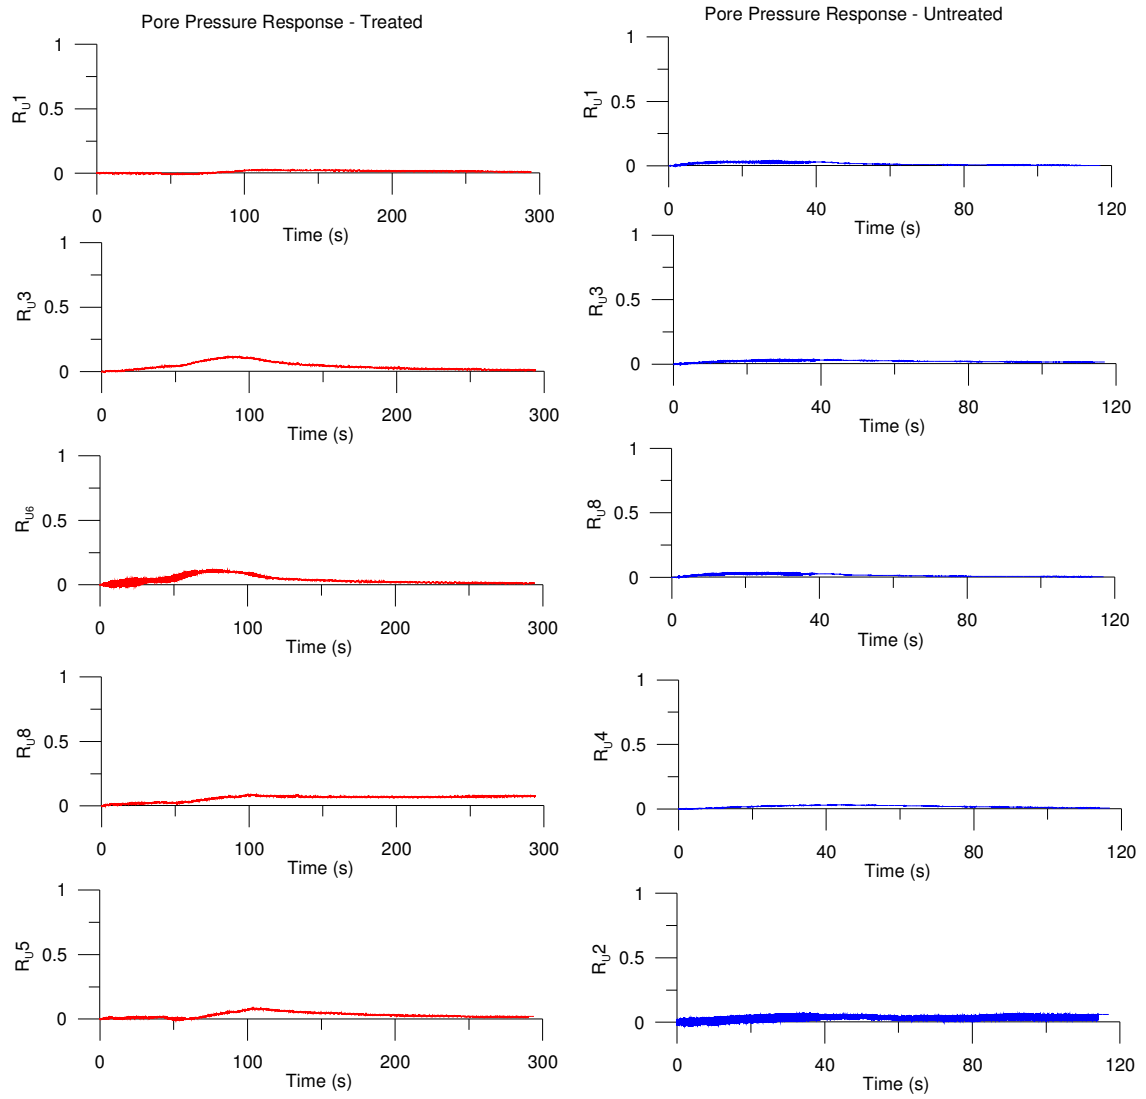 Pore Pressure Response - Treated
1
0.5
0
RU1
0 100 200 300
Time (s)
1
0.5
0
RU3
0 100 200 300
Time (s)
1
0.5
0
RU6
0 100 200 300
Time (s)
1
0.5
0
RU8
0 100 200 300
Time (s)
1
0.5
0
RU5
0 100 200 300
Time (s)
Pore Pressure Response - Untreated
1
0.5
0
RU1
0 40 80 120
Time (s)
1
0.5
0
RU3
0 40 80 120
Time (s)
1
0.5
0
RU8
0 40 80 120
Time (s)
1
0.5
0
RU4
0 40 80 120
Time (s)
1
0.5
0
RU2
0 40 80 120
Time (s)